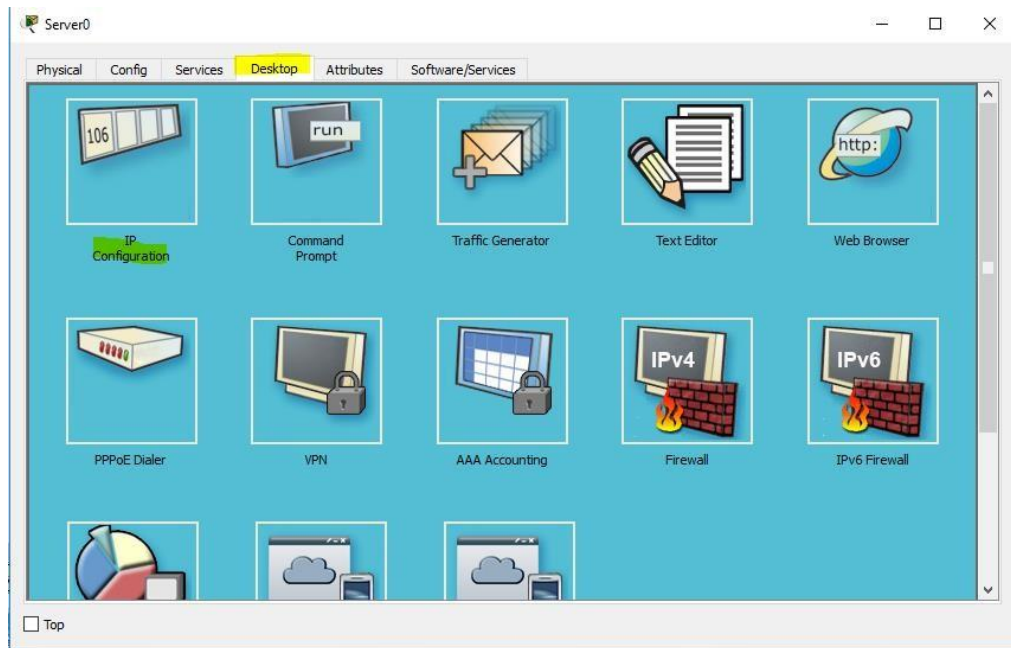 Server0
Physical Config Services Desktop Attributes Software/Services
106
run
http:
IP
Configuration
Command
Prompt
Traffic Generator
Text Editor
Web Browser
IPv4
IPv6
PPPoE Dialer
VPN
AAA Accounting
Firewall
IPv6 Firewall
Top